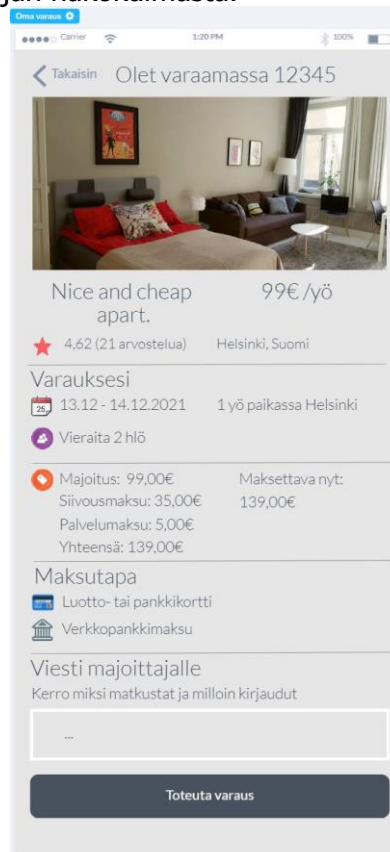 Oma varaus
Carrier 1:20 PM 100%
Takaisin Olet varaamassa 12345
Nice and cheap apart. 99€/yö
4,62 (21 arvostelua) Helsinki, Suomi
Varauksesi
25
13.12 - 14.12.2021 1 yö paikassa Helsinki
Vieraita 2 hlö
Majoitus: 99,00€ Maksettava nyt:
Siivousmaksu: 35,00€ 139,00€
Palvelumaksu: 5,00€
Yhteensä: 139,00€
Maksutapa
Luotto- tai pankkikortti
Verkkopankkimaksu
Viesti majoittajalle
Kerro miksi matkustat ja milloin kirjaudut
...
Toteuta varaus